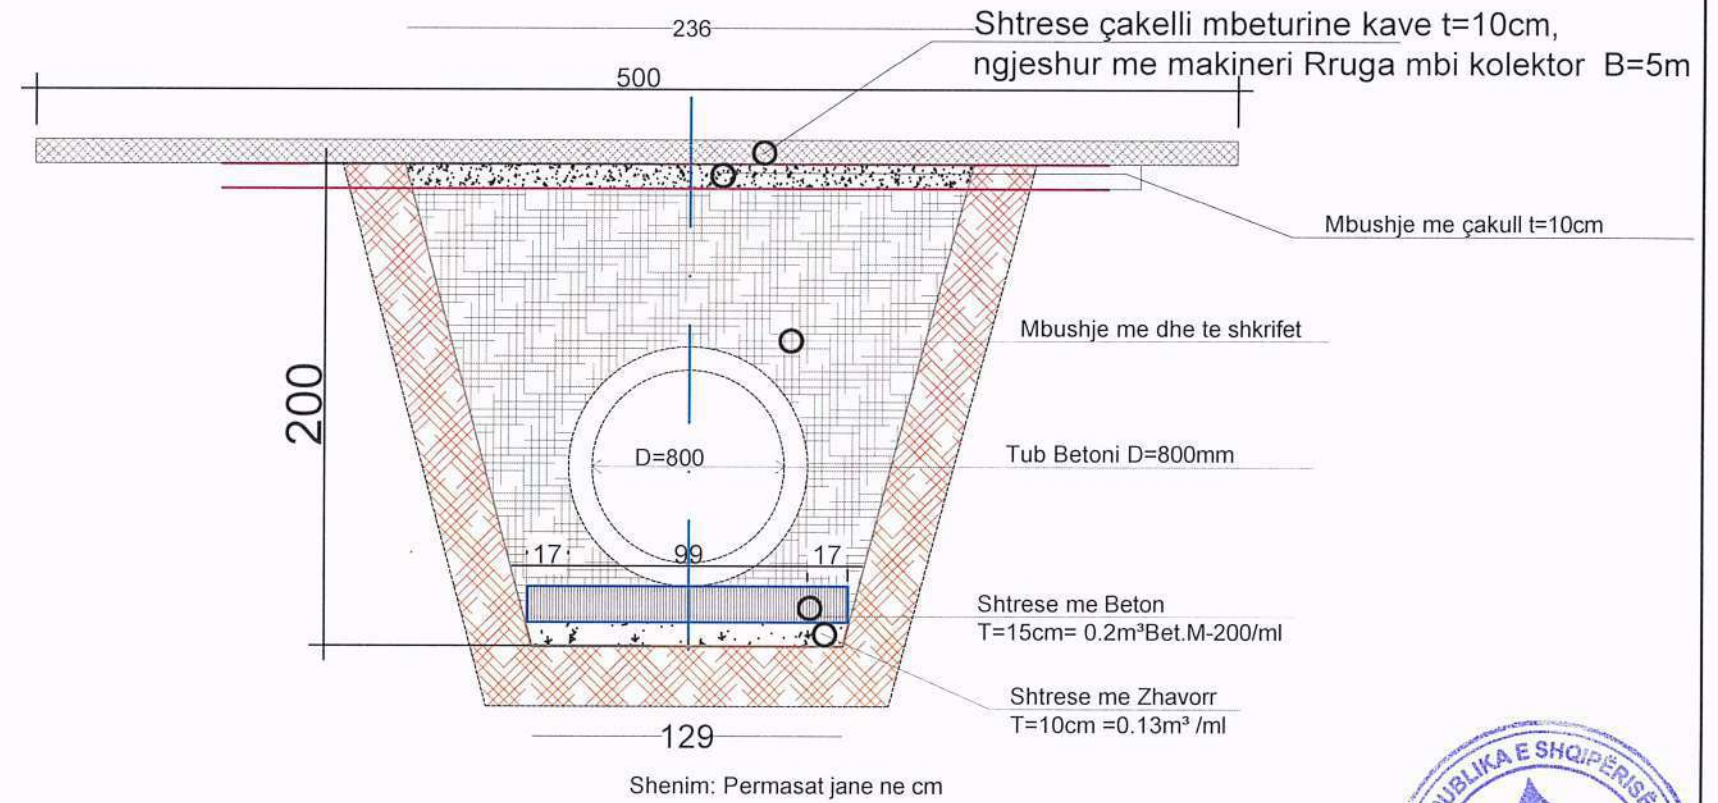 236
Shtrese çakelli mbeturine kave t=10cm,
ngjeshur me makineri Rruga mbi kolektor B=5m
500
Mbushje me çakull t=10cm
Mbushje me dhe te shkrifet
200
D=800
Tub Betoni D=800mm
17
99
17
Shtrese me Beton
T=15cm= 0.2m³Bet.M-200/ml
Shtrese me Zhavorr
T=10cm =0.13m³ /ml
129
Shenim: Permasat jane ne cm
PUBLIKA E SHQIPËRISË